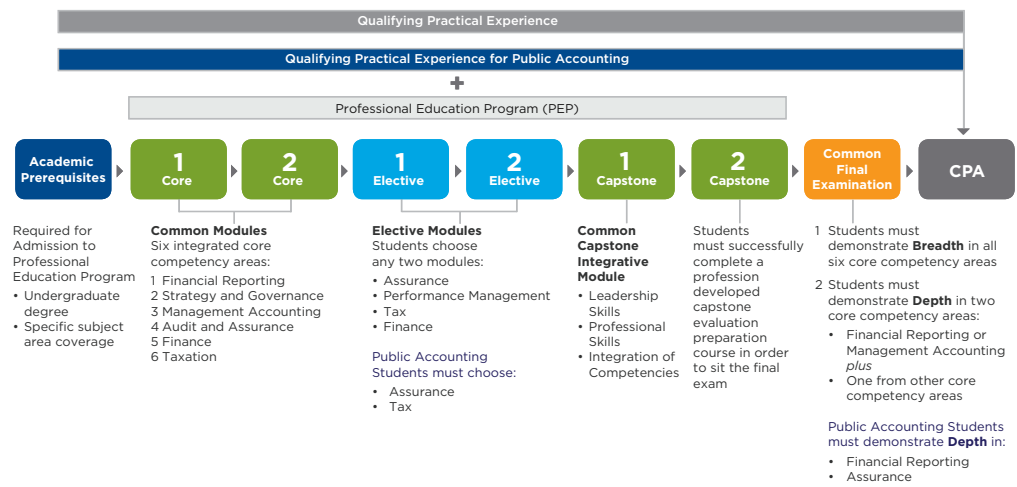 Qualifying Practical Experience
Qualifying Practical Experience for Public Accounting
+
Professional Education Program (PEP)
Academic
Prerequisites
1
Core
2
Core
1
Elective
2
Elective
1
Capstone
2
Capstone
Common
Final
Examination
CPA
Required for
Admission to
Professional
Education Program
• Undergraduate
degree
• Specific subject
area coverage
Common Modules
Six integrated core
competency areas:
1 Financial Reporting
2 Strategy and Governance
3 Management Accounting
4 Audit and Assurance
5 Finance
6 Taxation
Elective Modules
Students choose
any two modules:
• Assurance
• Performance Management
• Tax
• Finance
Public Accounting
Students must choose:
• Assurance
• Tax
Common
Capstone
Integrative
Module
• Leadership
Skills
• Professional
Skills
• Integration of
Competencies
Students
must successfully
complete a
profession
developed
capstone
evaluation
preparation
course in order
to sit the final
exam
1 Students must
demonstrate Breadth in all
six core competency areas
2 Students must
demonstrate Depth in two
core competency areas:
• Financial Reporting or
Management Accounting
plus
• One from other core
competency areas
Public Accounting Students
must demonstrate Depth in:
• Financial Reporting
• Assurance